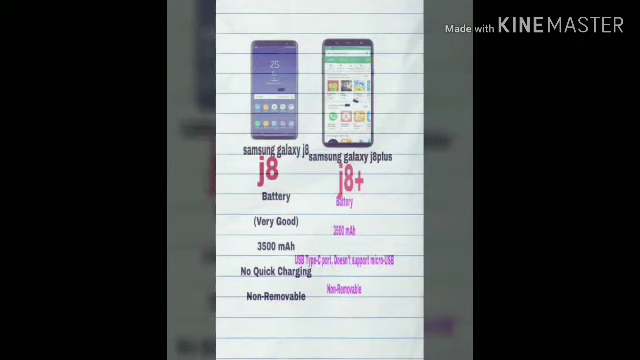 Made with KINEMASTER
25
samsung galaxy j8
samsung galaxy j8plus
j8
j8+
Battery
Battery
(Very Good)
3500 mAh
3500 mAh
USB Type-C port, Doesn't support micro-USB
No Quick Charging
Non-Removable
Non-Removable